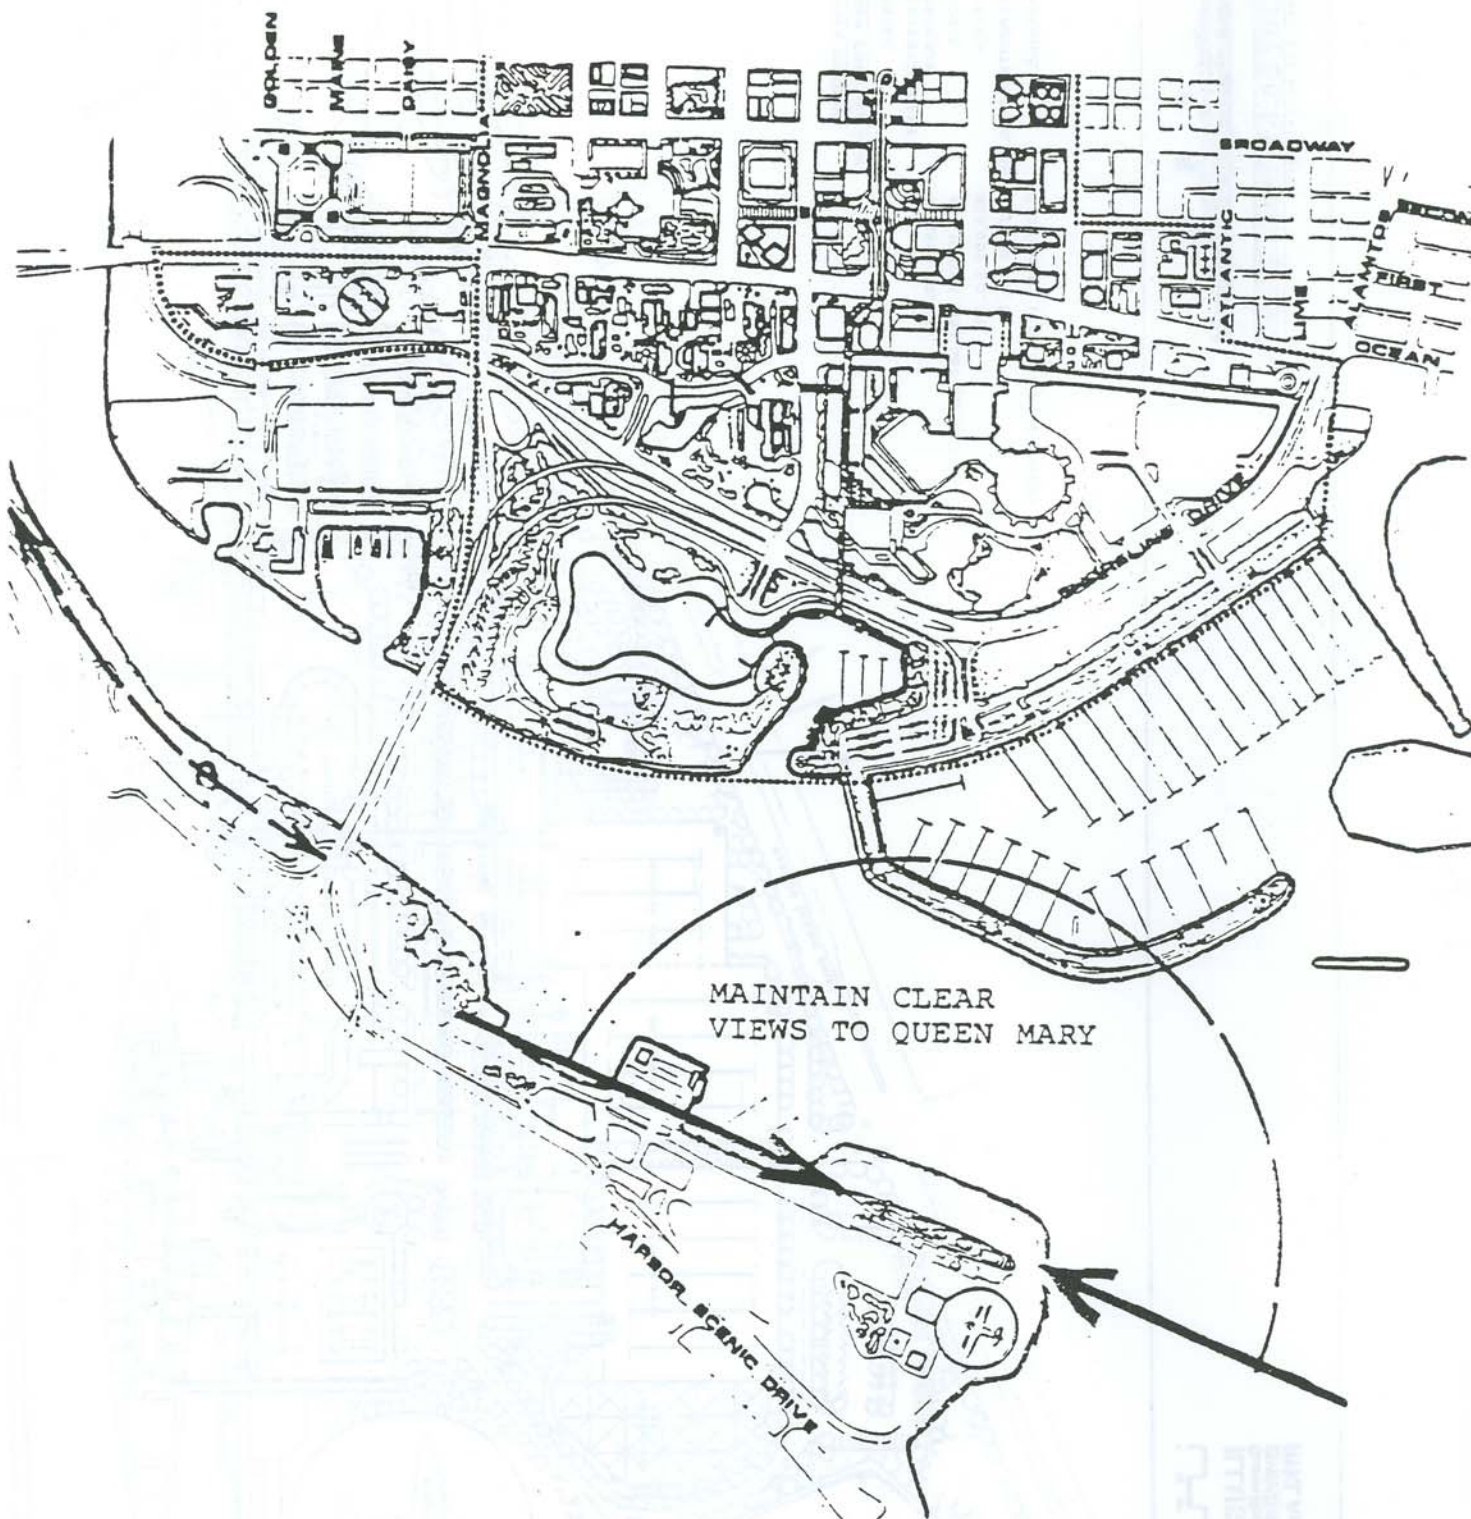 GOLDEN
MAINE
DAISY
MAGNOLIA
BROADWAY
ATLANTIC
LIME
ALAMITOS
SECOND
FIRST
OCEAN
SHORELINE DRIVE
MAINTAIN CLEAR
VIEWS TO QUEEN MARY
HARBOR SCENIC DRIVE